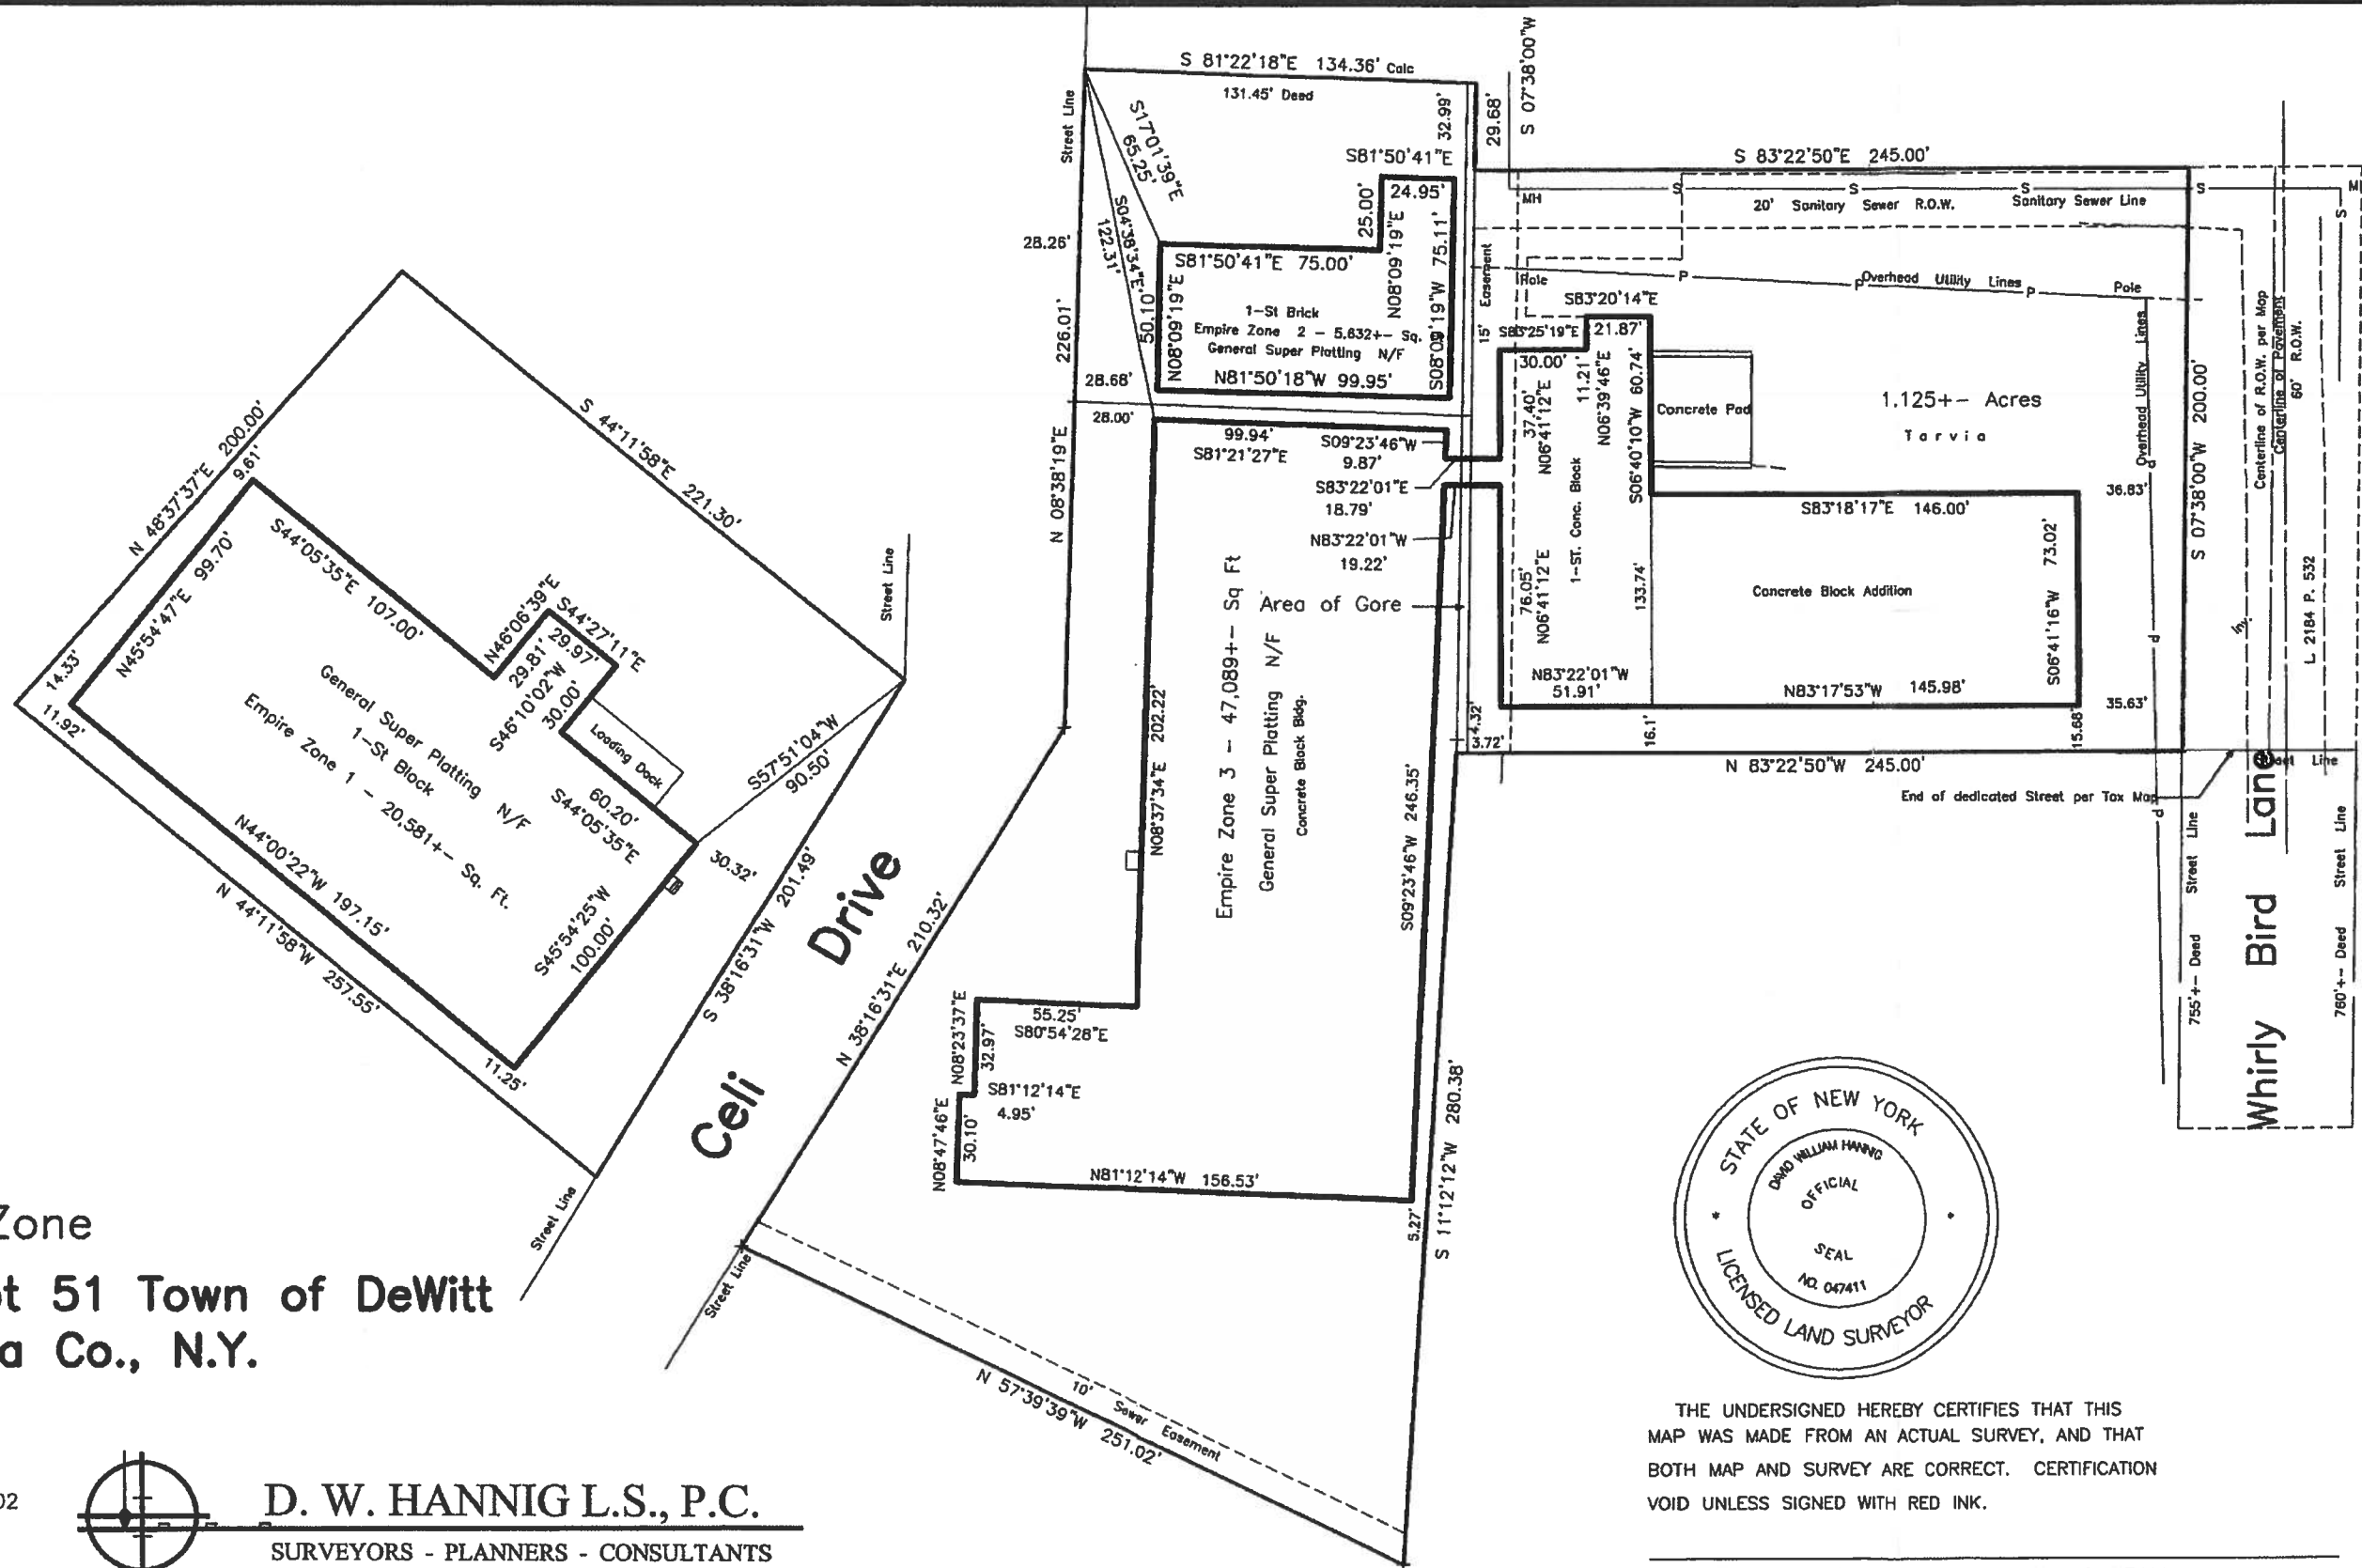 S 81°22'18"E 134.36' Calc
131.45' Deed
Street Line
S17°01'39"E
65.25'
S04°38'34"E
122.31'
32.99'
29.68'
S 07°38'00"W
S81°50'41"E
24.95'
25.00'
N08°09'19"E
S08°09'19"W 75.11'
28.26'
S81°50'41"E 75.00'
50.10'
N08°09'19"E
1-St Brick
Empire Zone 2 - 5,632+- Sq.
General Super Platting N/F
N81°50'18"W 99.95'
226.01'
N 08°38'19"E
28.68'
28.00'
S 83°22'50"E 245.00'
MH
S
S
S
S
S
M
S
20' Sanitary Sewer R.O.W.
Sanitary Sewer Line
15' Easement
Pole
P
P
P
Overhead Utility Lines
Pole
S83°20'14"E
S83°25'19"E
21.87'
30.00'
11.21'
37.40'
N06°41'12"E
N06°39'46"E
S06°40'10"W 60.74'
Concrete Pad
1.125+- Acres
Tarvia
Overhead Utility Lines
P
P
P
S 07°38'00"W 200.00'
Centerline of R.O.W. per Map
Centerline of Pavement
60' R.O.W.
99.94'
S81°21'27"E
S09°23'46"W
9.87'
S83°22'01"E
18.79'
N83°22'01"W
19.22'
Area of Gore
1-ST. Conc. Block
76.05'
N06°41'12"E
133.74'
S83°18'17"E 146.00'
36.83'
Concrete Block Addition
S06°41'16"W 73.02'
N83°22'01"W
51.91'
N83°17'53"W 145.98'
35.63'
4.32'
3.72'
16.1'
15.68'
N 83°22'50"W 245.00'
End of dedicated Street per Tax Map
Inv.
L 2184 P. 532
Street Line
755'+- Deed Street Line
760'+- Deed Street Line
Whirly Bird Lane
N 48°37'37"E 200.00'
9.61'
S 44°11'58"E 221.30'
Street Line
N45°54'47"E 99.70'
S44°05'35"E 107.00'
N46°06'39"E
29.81'
S44°27'11"E
29.97'
S46°10'02"W
30.00'
Loading Dock
14.33'
11.92'
General Super Platting N/F
1-St Block
Empire Zone 1 - 20,581+- Sq. Ft.
60.20'
S44°05'35"E
S57°51'04"W
90.50'
30.32'
N44°00'22"W 197.15'
N 44°11'58"W 257.55'
S45°54'25"W
100.00'
11.25'
S 38°16'31"W 201.49'
Street Line
Celi Drive
N 38°16'31"E 210.32'
Street Line
N08°37'34"E 202.22'
Empire Zone 3 - 47,089+- Sq Ft
General Super Platting N/F
Concrete Block Bldg.
S09°23'46"W 246.35'
55.25'
S80°54'28"E
N08°23'37"E
32.97'
S81°12'14"E
4.95'
N08°47'46"E
30.10'
N81°12'14"W 156.53'
5.27'
S 11°12'12"W 280.38'
N 57°39'39"W 251.02'
10' Sewer Easement
Zone
t 51 Town of DeWitt
a Co., N.Y.
02
D. W. HANNIG L.S., P.C.
SURVEYORS - PLANNERS - CONSULTANTS
STATE OF NEW YORK
DAVID WILLIAM HANNIG
OFFICIAL
SEAL
NO. 047411
LICENSED LAND SURVEYOR
THE UNDERSIGNED HEREBY CERTIFIES THAT THIS
MAP WAS MADE FROM AN ACTUAL SURVEY, AND THAT
BOTH MAP AND SURVEY ARE CORRECT. CERTIFICATION
VOID UNLESS SIGNED WITH RED INK.